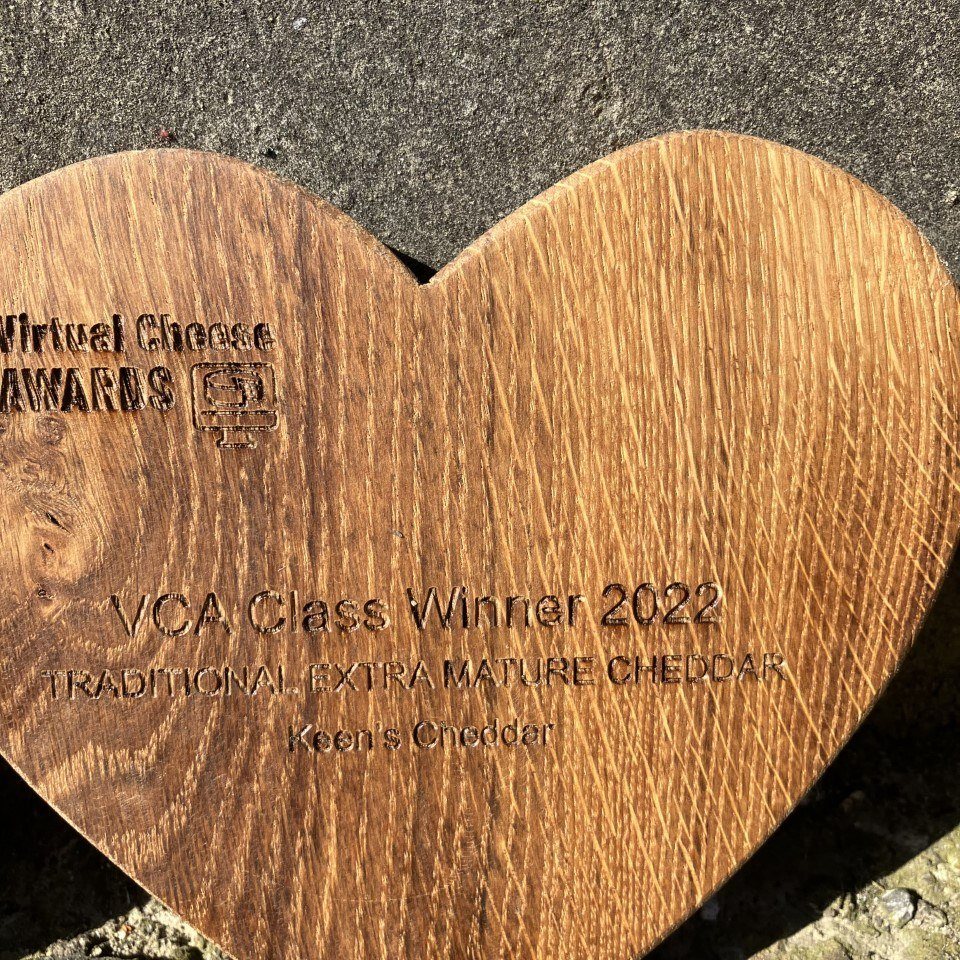 Virtual Cheese
AWARDS
VCA Class Winner 2022
TRADITIONAL EXTRA MATURE CHEDDAR
Keen's Cheddar